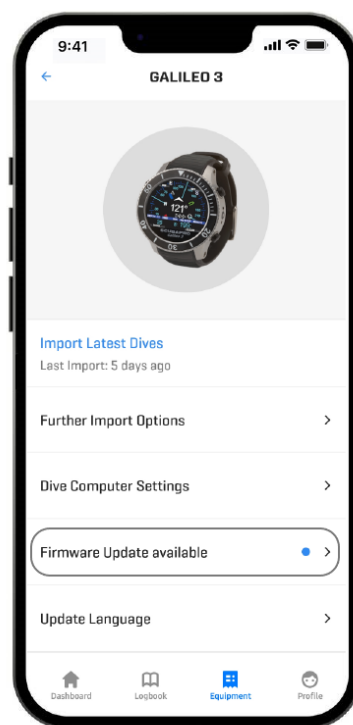 9:41
GALILEO 3
121°
Import Latest Dives
Last Import: 5 days ago
Further Import Options
Dive Computer Settings
Firmware Update available
Update Language
Dashboard
Logbook
Equipment
Profile